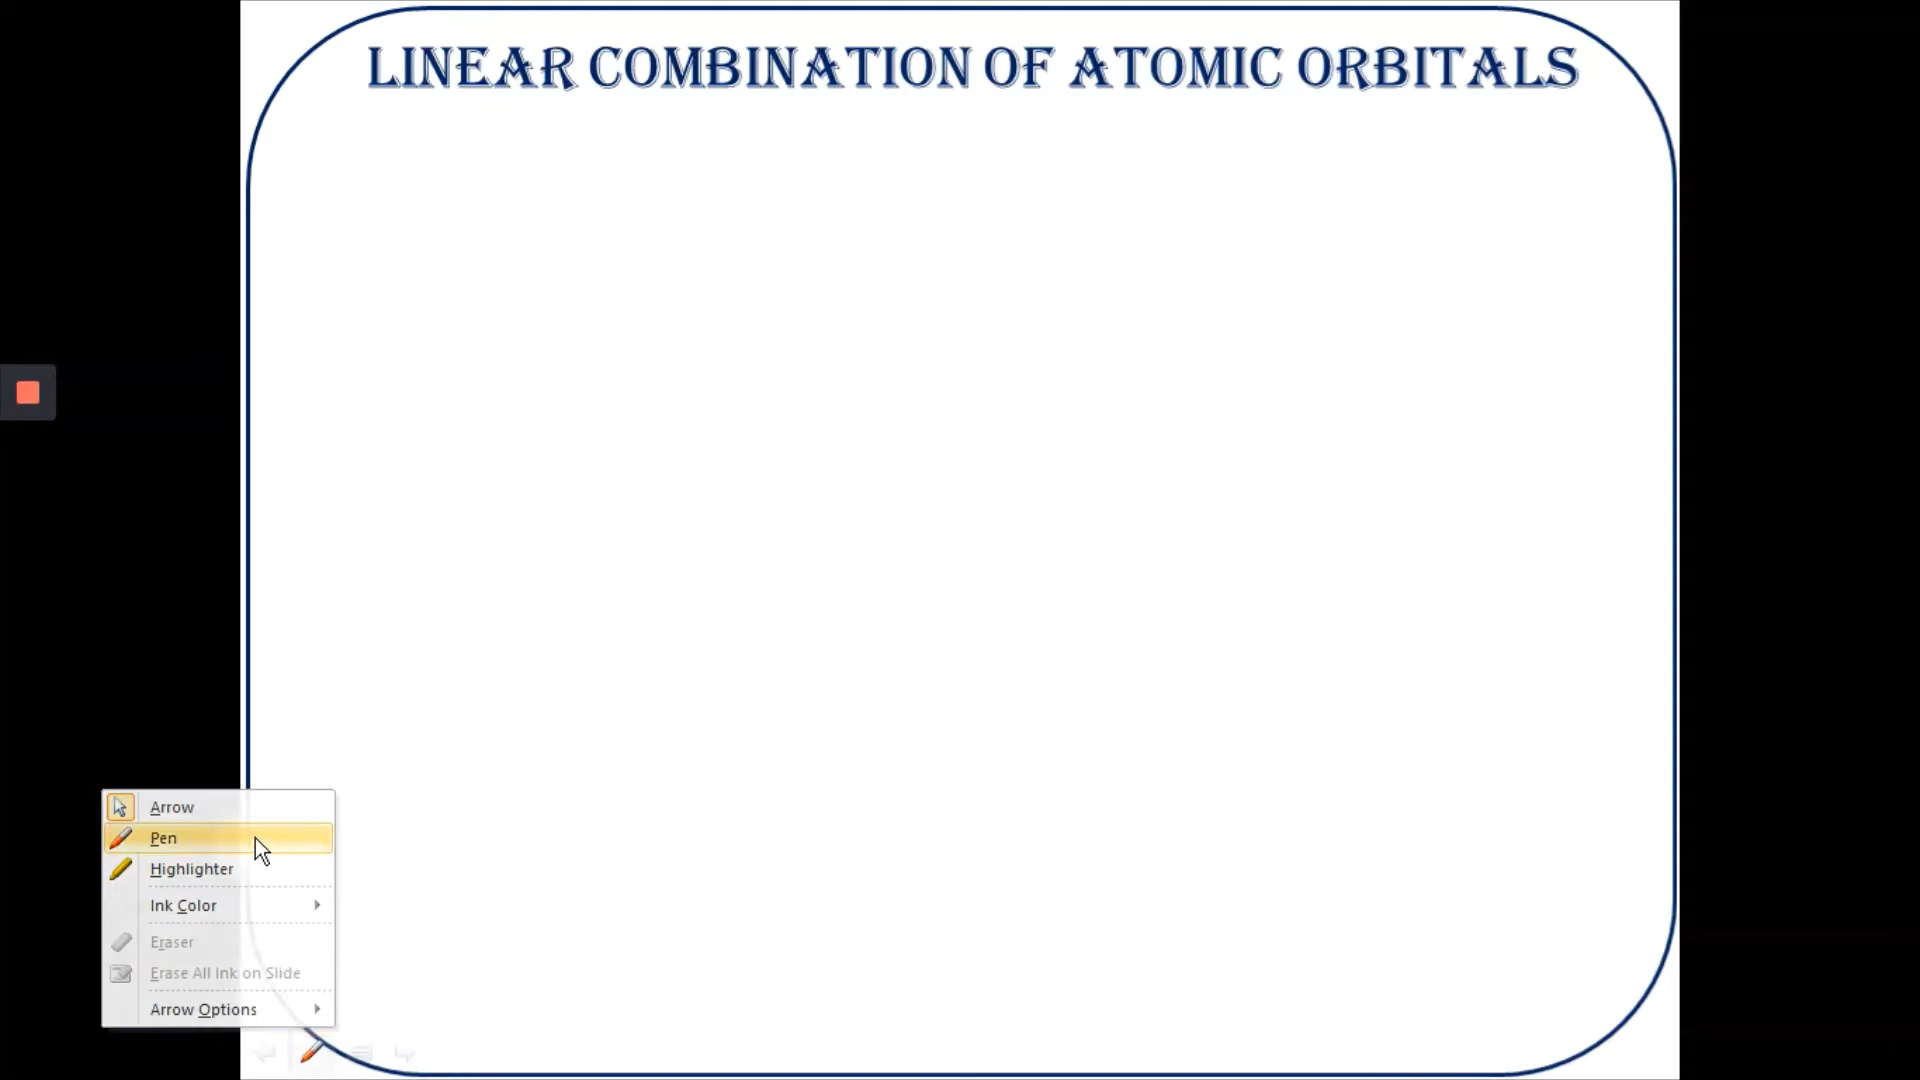 LINEAR COMBINATION OF ATOMIC ORBITALS
Arrow
Pen
Highlighter
Ink Color
Eraser
Erase All Ink on Slide
Arrow Options